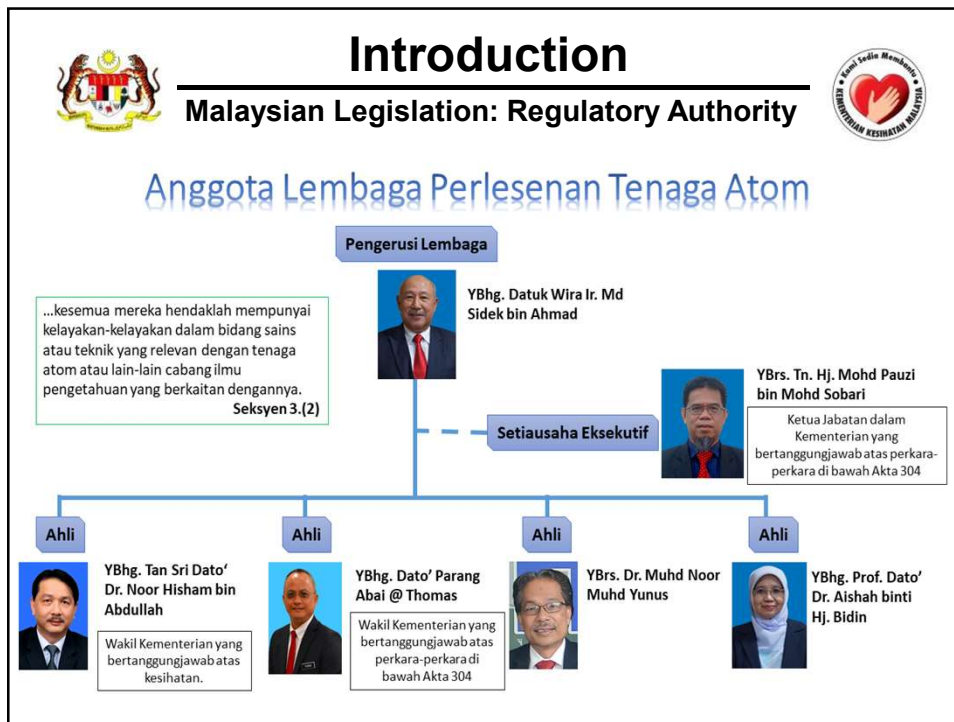 Introduction
Malaysian Legislation: Regulatory Authority
Kami Sedia Membantu
KEMENTERIAN KESIHATAN MALAYSIA
Anggota Lembaga Perlesenan Tenaga Atom
Pengerusi Lembaga
YBhg. Datuk Wira Ir. Md
Sidek bin Ahmad
...kesemua mereka hendaklah mempunyai
kelayakan-kelayakan dalam bidang sains
atau teknik yang relevan dengan tenaga
atom atau lain-lain cabang ilmu
pengetahuan yang berkaitan dengannya.
Seksyen 3.(2)
Setiausaha Eksekutif
YBrs. Tn. Hj. Mohd Pauzi
bin Mohd Sobari
Ketua Jabatan dalam
Kementerian yang
bertanggungjawab atas perkara-
perkara di bawah Akta 304
Ahli
YBhg. Tan Sri Dato‘
Dr. Noor Hisham bin
Abdullah
Wakil Kementerian yang
bertanggungjawab atas
kesihatan.
Ahli
YBhg. Dato’ Parang
Abai @ Thomas
Wakil Kementerian yang
bertanggungjawab atas
perkara-perkara di
bawah Akta 304
Ahli
YBrs. Dr. Muhd Noor
Muhd Yunus
Ahli
YBhg. Prof. Dato’
Dr. Aishah binti
Hj. Bidin